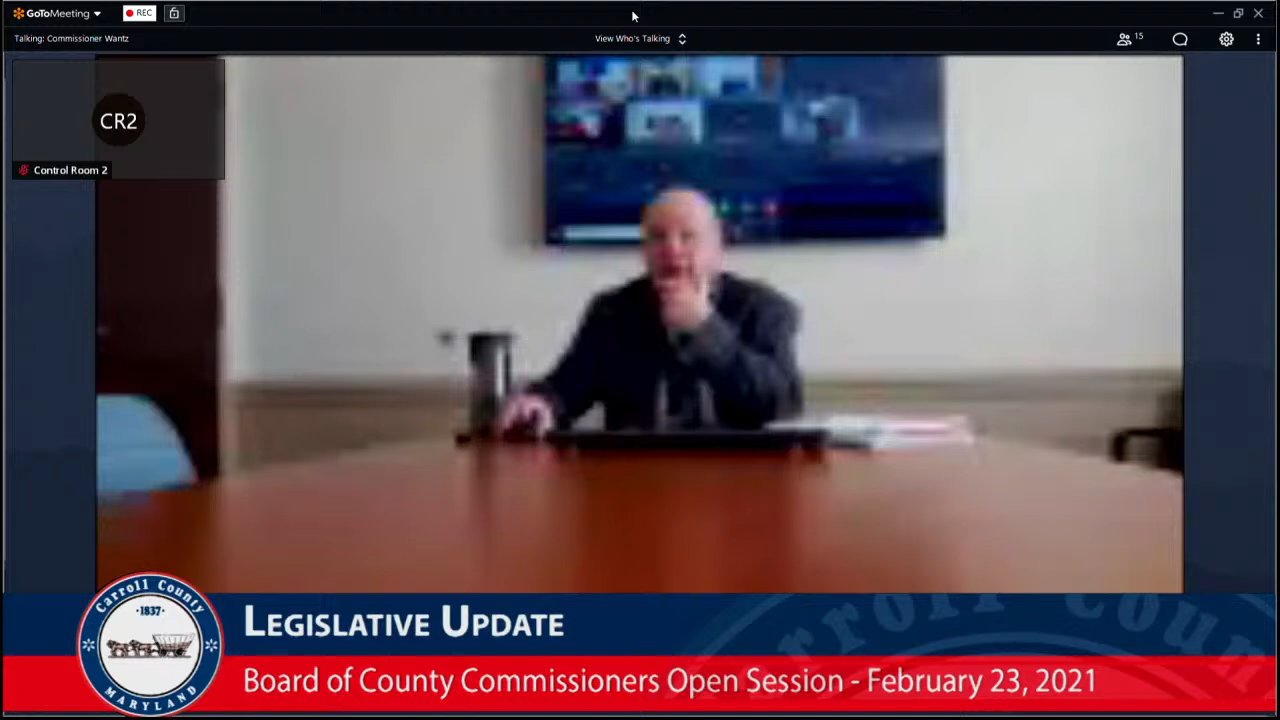 GoToMeeting
REC
Talking: Commissioner Wantz
View Who's Talking
15
CR2
Control Room 2
Carroll County
·1837·
MARYLAND
LEGISLATIVE UPDATE
Board of County Commissioners Open Session - February 23, 2021